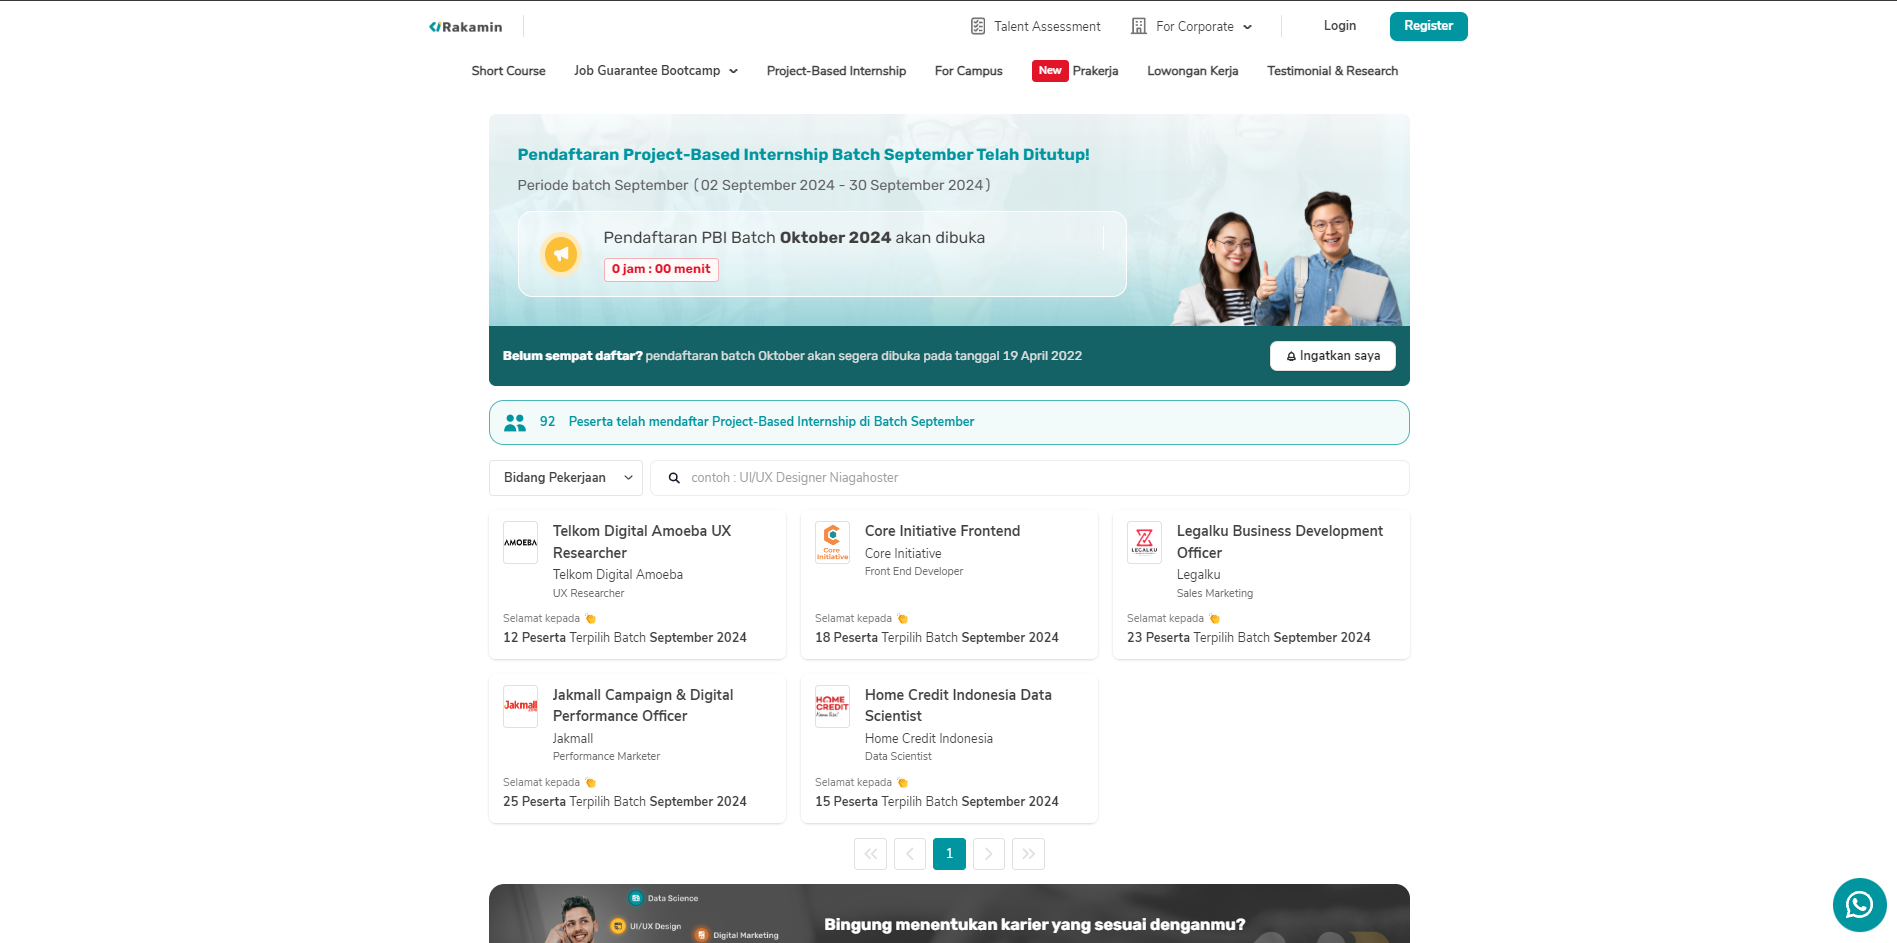 Rakamin
Talent Assessment
For Corporate
Login
Register
Short Course
Job Guarantee Bootcamp
Project-Based Internship
For Campus
New Prakerja
Lowongan Kerja
Testimonial & Research
Pendaftaran Project-Based Internship Batch September Telah Ditutup!
Periode batch September (02 September 2024 - 30 September 2024)
Pendaftaran PBI Batch Oktober 2024 akan dibuka
0 jam : 00 menit
Belum sempat daftar? pendaftaran batch Oktober akan segera dibuka pada tanggal 19 April 2022
Ingatkan saya
92 Peserta telah mendaftar Project-Based Internship di Batch September
Bidang Pekerjaan
contoh : UI/UX Designer Niagahoster
AMOEBA
Telkom Digital Amoeba UX
Researcher
Telkom Digital Amoeba
UX Researcher
Selamat kepada
12 Peserta Terpilih Batch September 2024
Core
Initiative
Core Initiative Frontend
Core Initiative
Front End Developer
Selamat kepada
18 Peserta Terpilih Batch September 2024
LEGALKU
Legalku Business Development
Officer
Legalku
Sales Marketing
Selamat kepada
23 Peserta Terpilih Batch September 2024
Jakmall
Jakmall Campaign & Digital
Performance Officer
Jakmall
Performance Marketer
Selamat kepada
25 Peserta Terpilih Batch September 2024
HOME
CREDIT
Home Credit Indonesia Data
Scientist
Home Credit Indonesia
Data Scientist
Selamat kepada
15 Peserta Terpilih Batch September 2024
1
Data Science
UI/UX Design
Digital Marketing
Bingung menentukan karier yang sesuai denganmu?